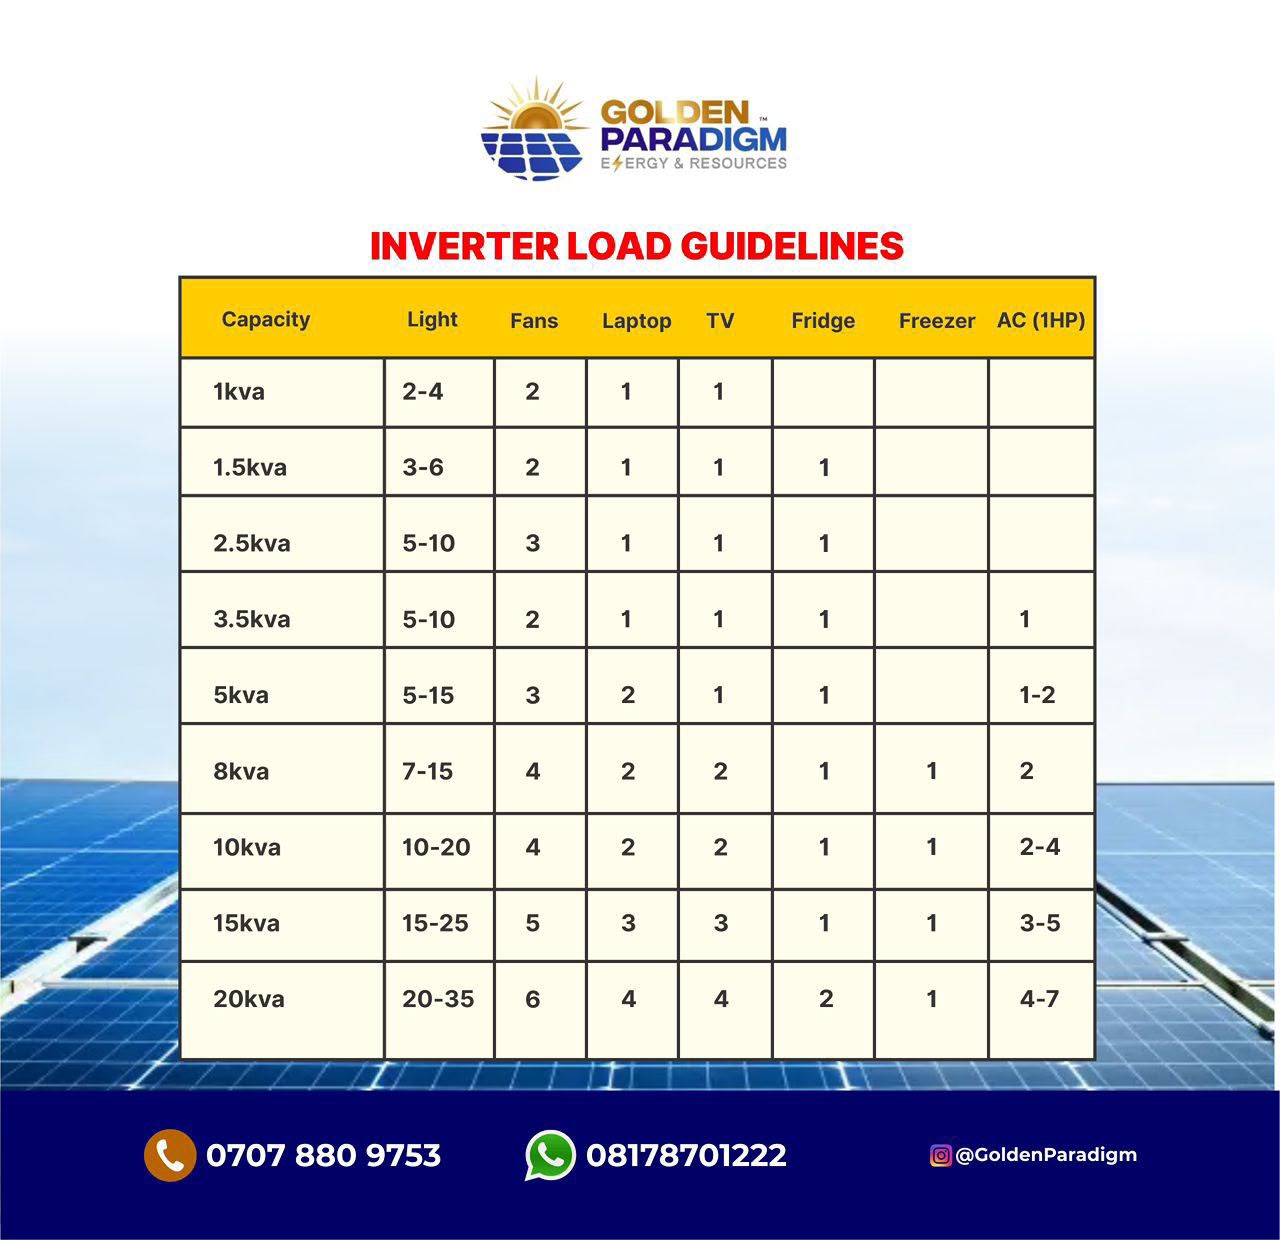 GOLDEN ™
PARADIGM
ENERGY & RESOURCES
INVERTER LOAD GUIDELINES
Capacity Light Fans Laptop TV Fridge Freezer AC (1HP)
1kva 2-4 2 1 1
1.5kva 3-6 2 1 1 1
2.5kva 5-10 3 1 1 1
3.5kva 5-10 2 1 1 1 1
5kva 5-15 3 2 1 1 1-2
8kva 7-15 4 2 2 1 1 2
10kva 10-20 4 2 2 1 1 2-4
15kva 15-25 5 3 3 1 1 3-5
20kva 20-35 6 4 4 2 1 4-7
0707 880 9753 08178701222 @GoldenParadigm